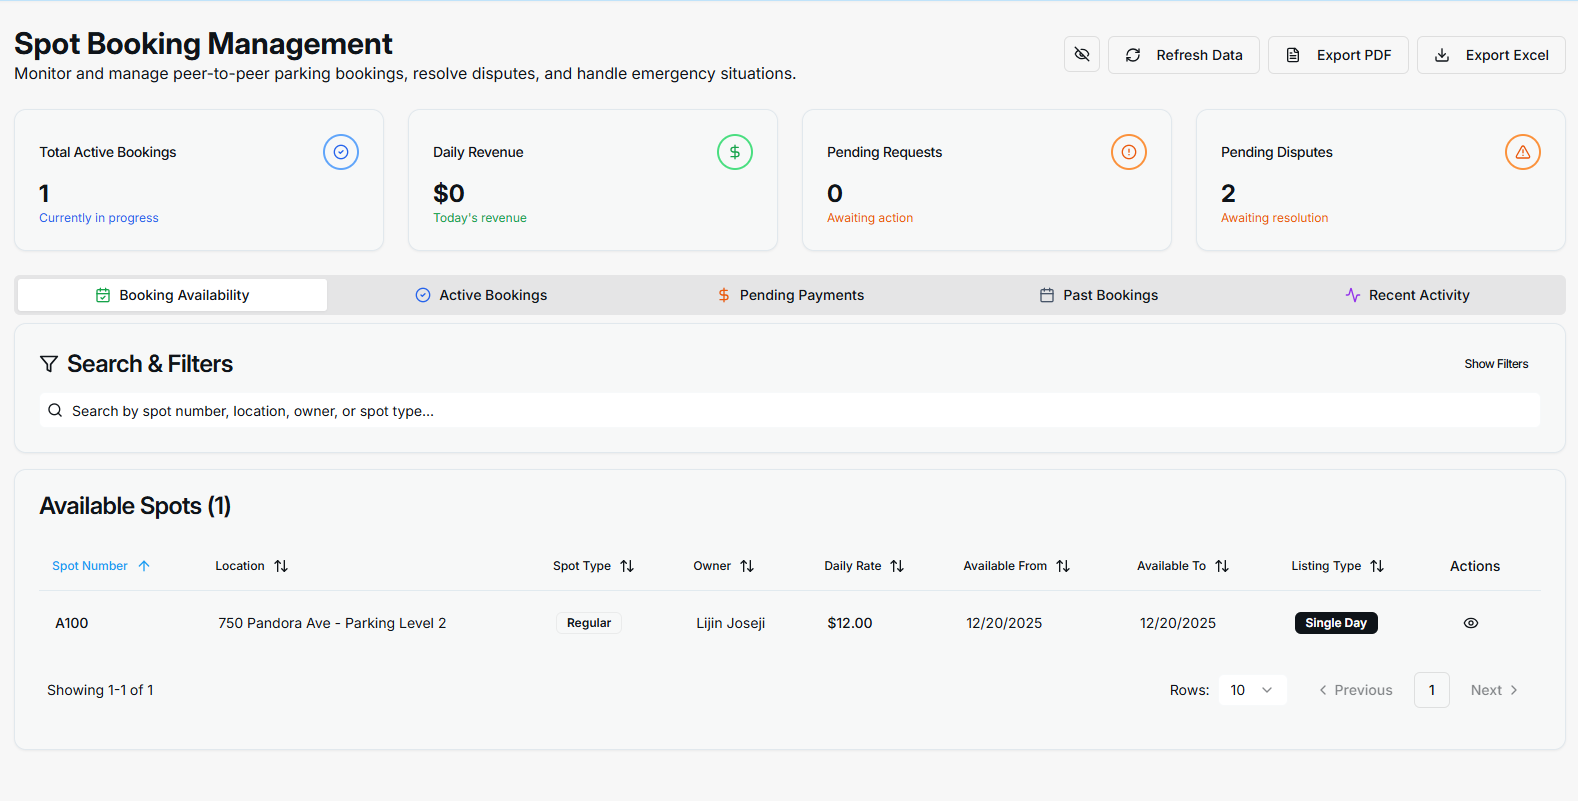 Spot Booking Management
Monitor and manage peer-to-peer parking bookings, resolve disputes, and handle emergency situations.
Refresh Data
Export PDF
Export Excel
Total Active Bookings
1
Currently in progress
Daily Revenue
$0
Today's revenue
Pending Requests
0
Awaiting action
Pending Disputes
2
Awaiting resolution
Booking Availability
Active Bookings
Pending Payments
Past Bookings
Recent Activity
Search & Filters
Show Filters
Search by spot number, location, owner, or spot type...
Available Spots (1)
Spot Number Location Spot Type Owner Daily Rate Available From Available To Listing Type Actions
A100 750 Pandora Ave - Parking Level 2 Regular Lijin Joseji $12.00 12/20/2025 12/20/2025 Single Day
Showing 1-1 of 1
Rows: 10 Previous 1 Next